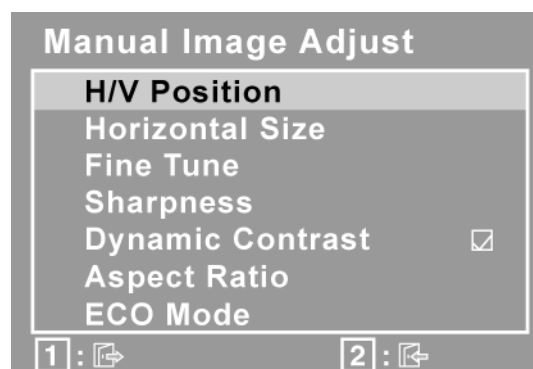 Manual Image Adjust
H/V Position
Horizontal Size
Fine Tune
Sharpness
Dynamic Contrast
Aspect Ratio
ECO Mode
1 : 2 :